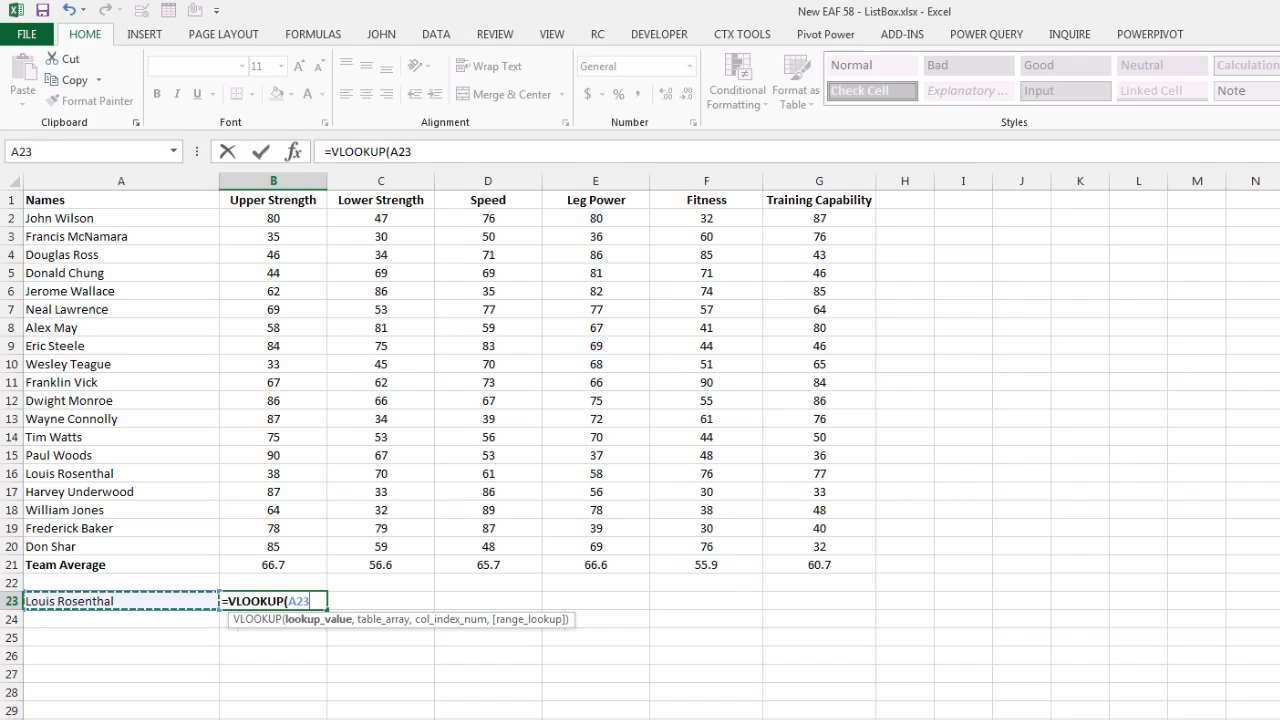 New EAF 58 - ListBox.xlsx - Excel
FILE HOME INSERT PAGE LAYOUT FORMULAS JOHN DATA REVIEW VIEW RC DEVELOPER CTX TOOLS Pivot Power ADD-INS POWER QUERY INQUIRE POWERPIVOT
Cut
Copy
Format Painter
Paste
Clipboard
11 A A
B I U A
Font
Wrap Text
Merge & Center
Alignment
General
$ % ,
Number
Conditional Formatting
Format as Table
Normal Bad Good Neutral Calculation
Check Cell Explanatory ... Input Linked Cell Note
Styles
A23 fx =VLOOKUP(A23
A B C D E F G H I J K L M N
1 Names Upper Strength Lower Strength Speed Leg Power Fitness Training Capability
2 John Wilson 80 47 76 80 32 87
3 Francis McNamara 35 30 50 36 60 76
4 Douglas Ross 46 34 71 86 85 43
5 Donald Chung 44 69 69 81 71 46
6 Jerome Wallace 62 86 35 82 74 85
7 Neal Lawrence 69 53 77 77 57 64
8 Alex May 58 81 59 67 41 80
9 Eric Steele 84 75 83 69 44 46
10 Wesley Teague 33 45 70 68 51 65
11 Franklin Vick 67 62 73 66 90 84
12 Dwight Monroe 86 66 67 75 55 86
13 Wayne Connolly 87 34 39 72 61 76
14 Tim Watts 75 53 56 70 44 50
15 Paul Woods 90 67 53 37 48 36
16 Louis Rosenthal 38 70 61 58 76 77
17 Harvey Underwood 87 33 86 56 30 33
18 William Jones 64 32 89 78 38 48
19 Frederick Baker 78 79 87 39 30 40
20 Don Shar 85 59 48 69 76 32
21 Team Average 66.7 56.6 65.7 66.6 55.9 60.7
22
23 Louis Rosenthal =VLOOKUP(A23
24 VLOOKUP(lookup_value, table_array, col_index_num, [range_lookup])
25
26
27
28
29